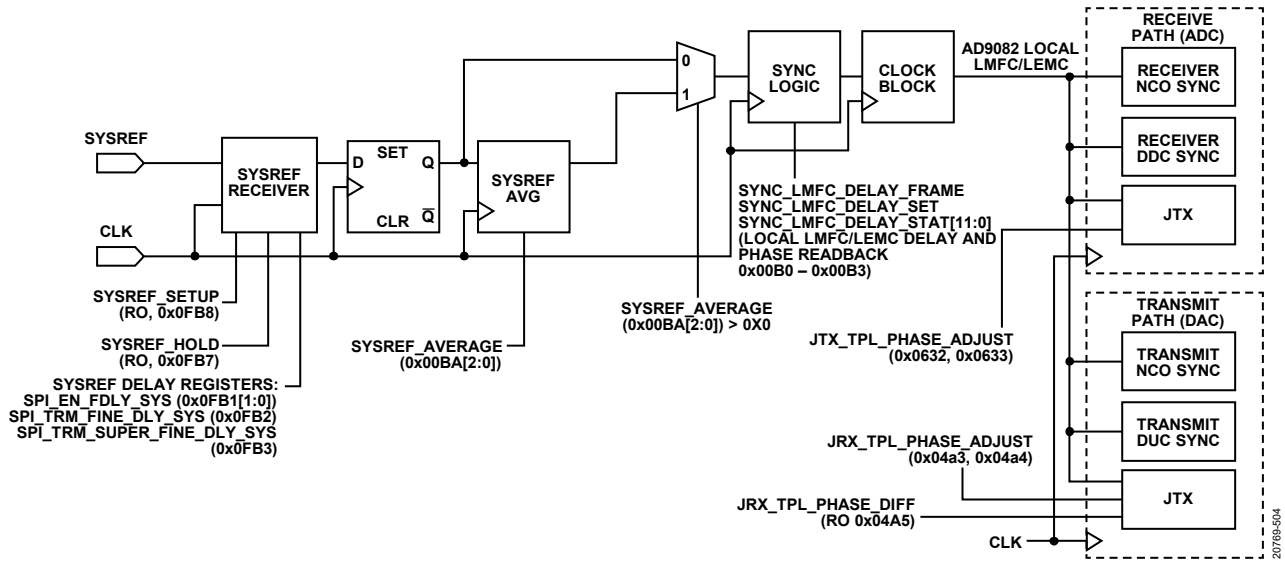 SYSREF
CLK
SYSREF
RECEIVER
D
SET
Q
CLR
Q̅
SYSREF
AVG
0
1
SYNC
LOGIC
CLOCK
BLOCK
AD9082 LOCAL
LMFC/LEMC
RECEIVE
PATH (ADC)
RECEIVER
NCO SYNC
RECEIVER
DDC SYNC
JTX
SYNC_LMFC_DELAY_FRAME
SYNC_LMFC_DELAY_SET
SYNC_LMFC_DELAY_STAT[11:0]
(LOCAL LMFC/LEMC DELAY AND
PHASE READBACK
0x00B0 – 0x00B3)
SYSREF_SETUP
(RO, 0x0FB8)
SYSREF_HOLD
(RO, 0x0FB7)
SYSREF DELAY REGISTERS:
SPI_EN_FDLY_SYS (0x0FB1[1:0])
SPI_TRM_FINE_DLY_SYS (0x0FB2)
SPI_TRM_SUPER_FINE_DLY_SYS
(0x0FB3)
SYSREF_AVERAGE
(0x00BA[2:0])
SYSREF_AVERAGE
(0x00BA[2:0]) > 0X0
JTX_TPL_PHASE_ADJUST
(0x0632, 0x0633)
TRANSMIT
PATH (DAC)
TRANSMIT
NCO SYNC
TRANSMIT
DUC SYNC
JTX
JRX_TPL_PHASE_ADJUST
(0x04a3, 0x04a4)
JRX_TPL_PHASE_DIFF
(RO 0x04A5)
CLK
20769-504